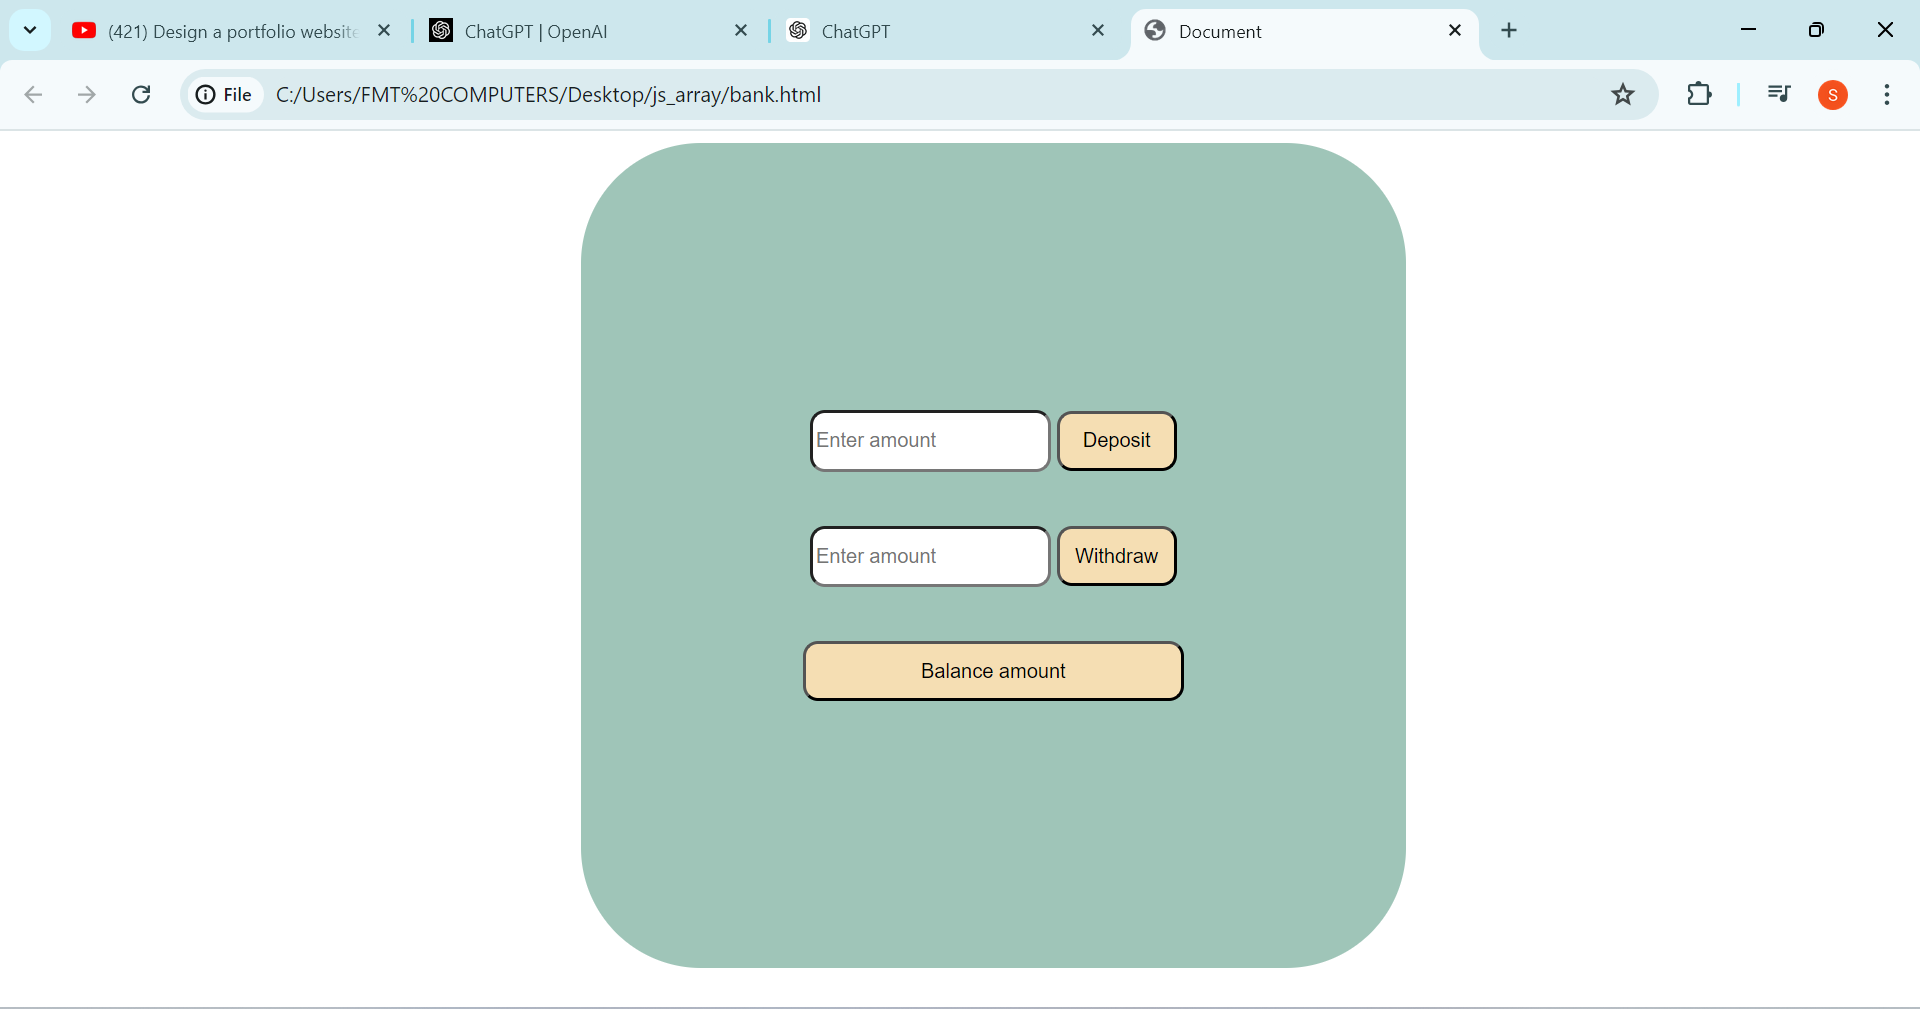 (421) Design a portfolio website
ChatGPT | OpenAI
ChatGPT
Document
File
C:/Users/FMT%20COMPUTERS/Desktop/js_array/bank.html
S
Enter amount
Deposit
Enter amount
Withdraw
Balance amount